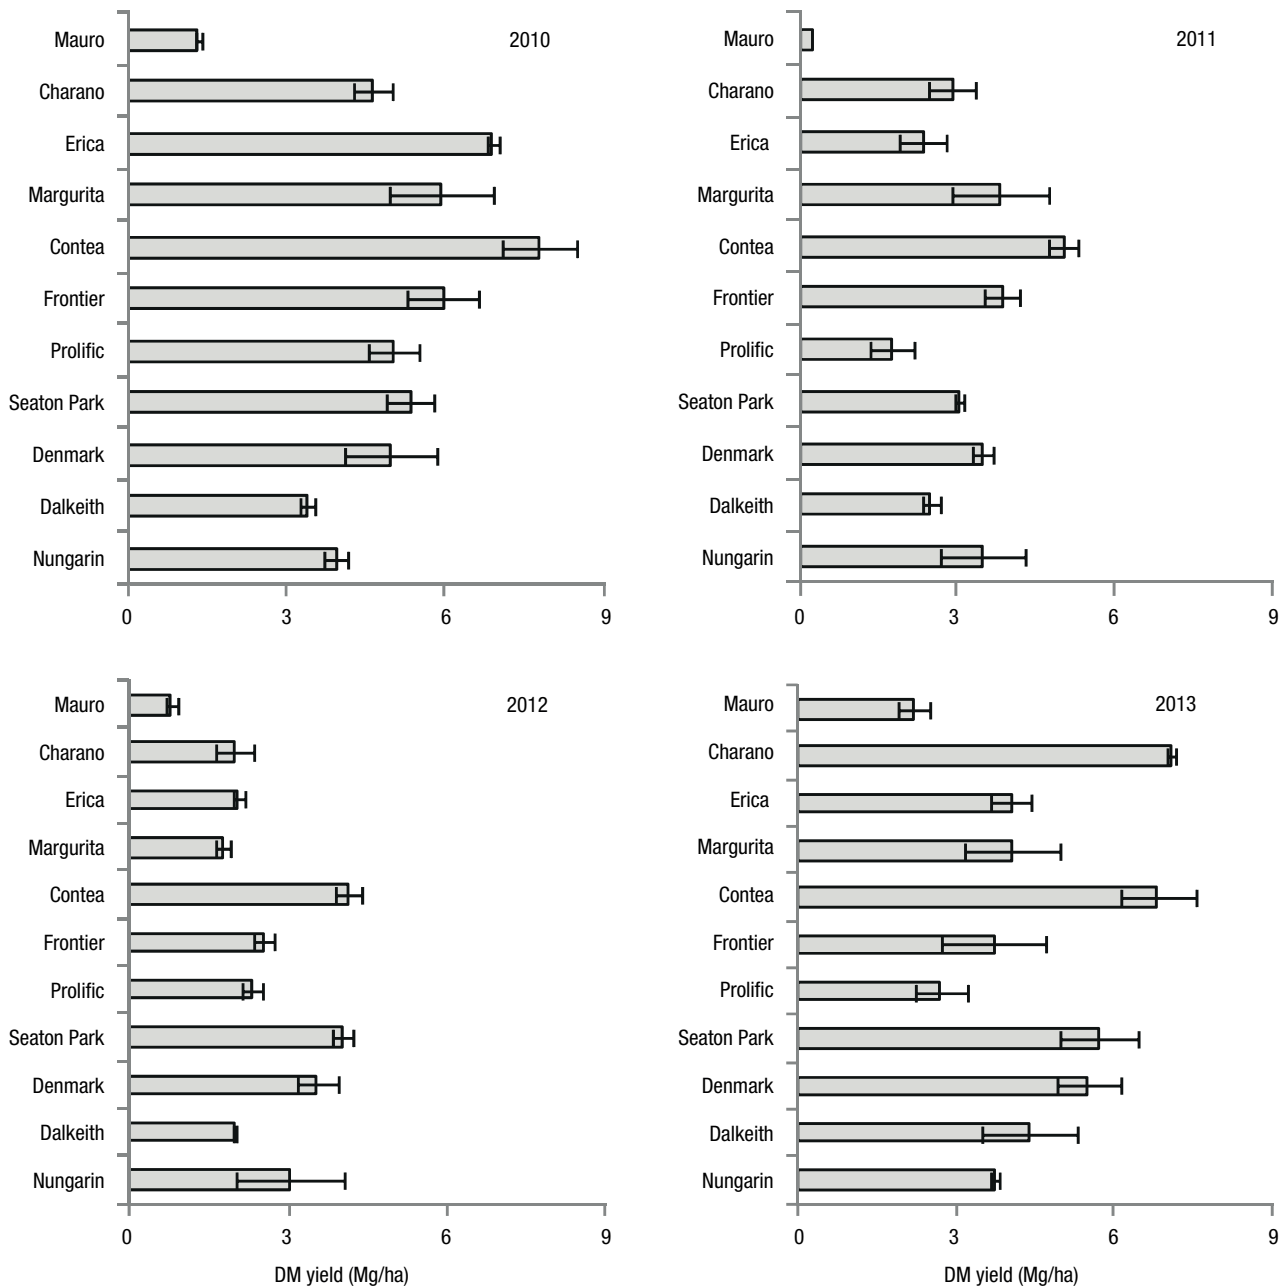 2010
Mauro
Charano
Erica
Margurita
Contea
Frontier
Prolific
Seaton Park
Denmark
Dalkeith
Nungarin
0 3 6 9
2011
Mauro
Charano
Erica
Margurita
Contea
Frontier
Prolific
Seaton Park
Denmark
Dalkeith
Nungarin
0 3 6 9
2012
Mauro
Charano
Erica
Margurita
Contea
Frontier
Prolific
Seaton Park
Denmark
Dalkeith
Nungarin
0 3 6 9
DM yield (Mg/ha)
2013
Mauro
Charano
Erica
Margurita
Contea
Frontier
Prolific
Seaton Park
Denmark
Dalkeith
Nungarin
0 3 6 9
DM yield (Mg/ha)